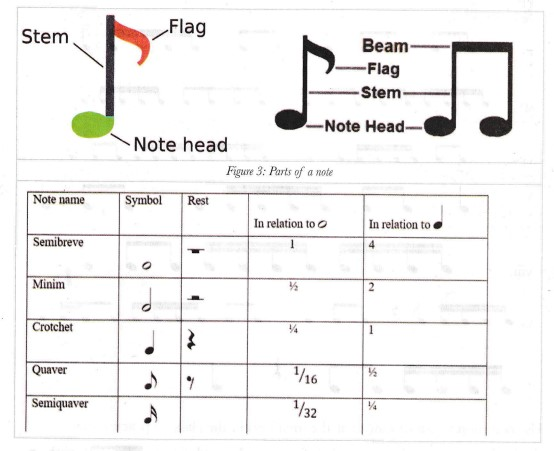 Stem
Flag
Note head
Beam
Flag
Stem
Note Head
Figure 3: Parts of a note
Note name Symbol Rest In relation to In relation to
Semibreve 1 4
Minim ½ 2
Crotchet ¼ 1
Quaver 1/16 ½
Semiquaver 1/32 ¼